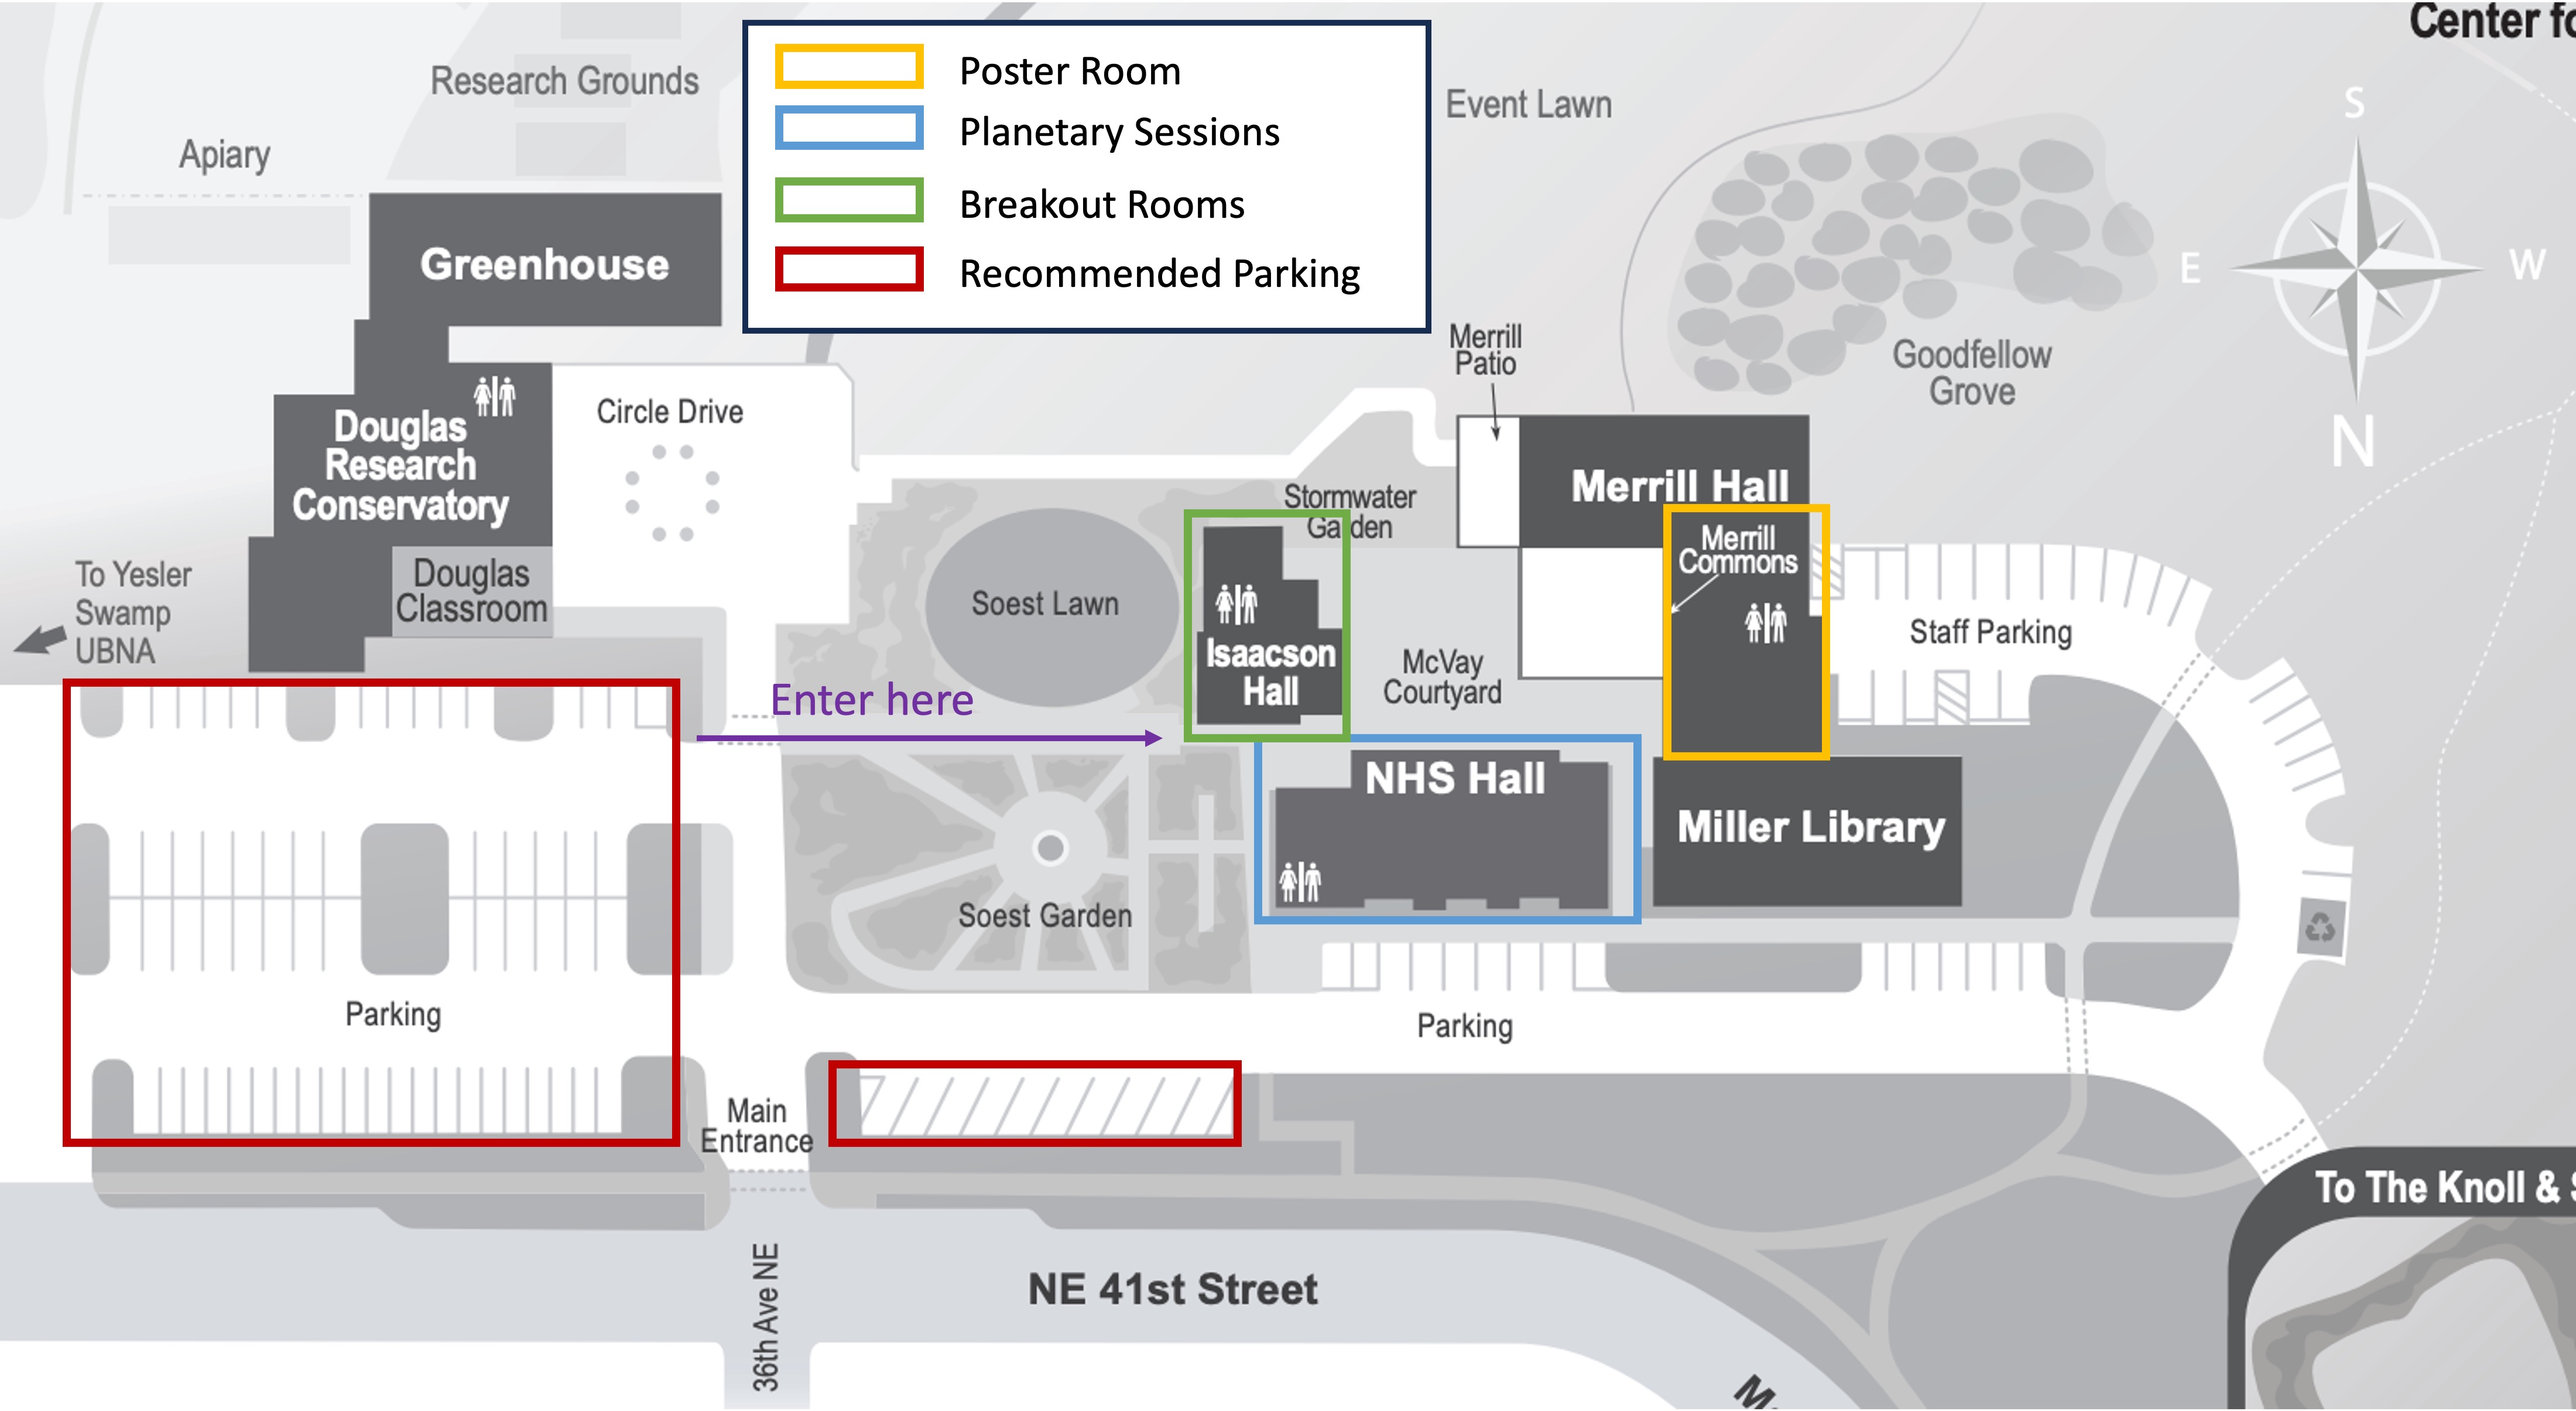 Center fo
Research Grounds
Apiary
Poster Room
Planetary Sessions
Breakout Rooms
Recommended Parking
Event Lawn
S
E
W
N
Greenhouse
Goodfellow
Grove
Merrill
Patio
Circle Drive
Douglas
Research
Conservatory
Douglas
Classroom
To Yesler
Swamp
UBNA
Stormwater
Garden
Merrill Hall
Merrill
Commons
Soest Lawn
Isaacson
Hall
McVay
Courtyard
Staff Parking
Enter here
NHS Hall
Miller Library
Soest Garden
Parking
Parking
Main
Entrance
To The Knoll & S
36th Ave NE
NE 41st Street